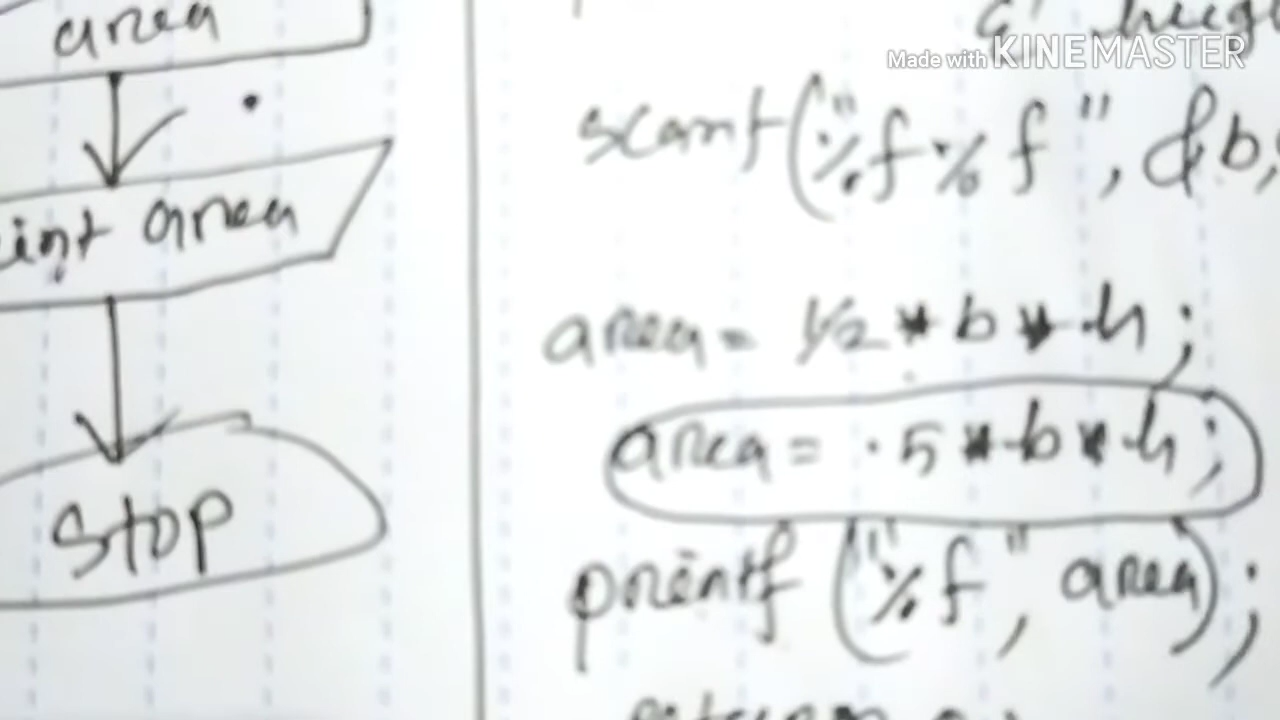 area
print area
Stop
&
Made with KINEMASTER
scanf("%f%f", &b,
area = 1/2 * b * h;
area = .5 * b * h;
printf("%f", area);